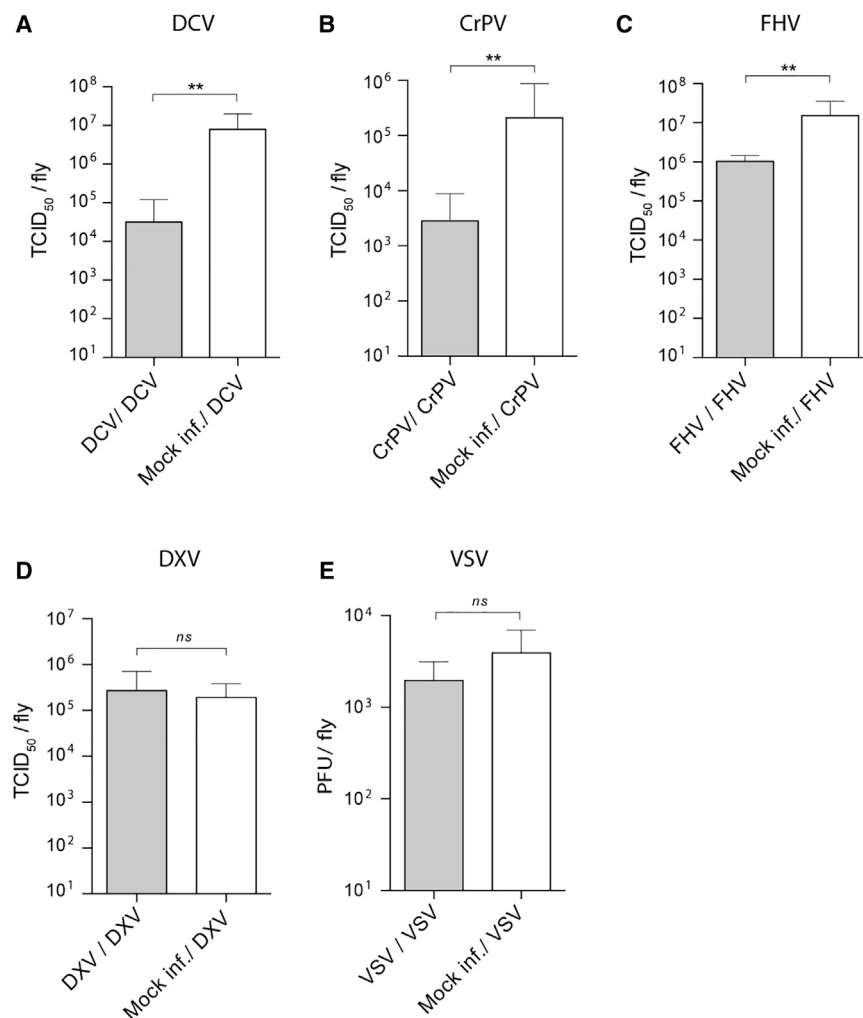 A DCV
TCID50 / fly
10^8
10^7
10^6
10^5
10^4
10^3
10^2
10^1
**
DCV/ DCV
Mock inf./ DCV
B CrPV
TCID50 / fly
10^6
10^5
10^4
10^3
10^2
10^1
**
CrPV/ CrPV
Mock inf./ CrPV
C FHV
TCID50 / fly
10^8
10^7
10^6
10^5
10^4
10^3
10^2
10^1
**
FHV / FHV
Mock inf./ FHV
D DXV
TCID50 / fly
10^7
10^6
10^5
10^4
10^3
10^2
10^1
ns
DXV / DXV
Mock inf./ DXV
E VSV
PFU / fly
10^4
10^3
10^2
10^1
ns
VSV / VSV
Mock inf./ VSV